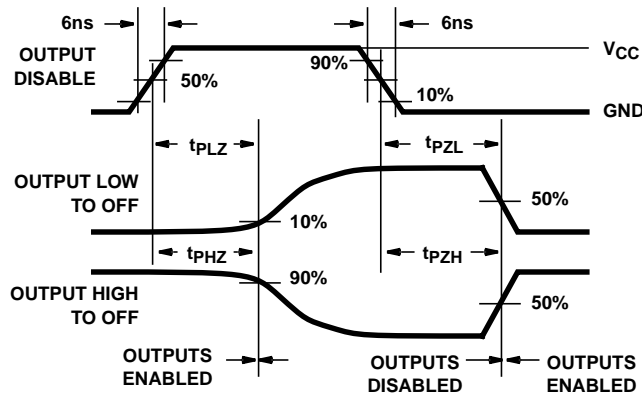 6ns
6ns
OUTPUT
DISABLE
50%
90%
10%
VCC
GND
tPLZ
tPZL
OUTPUT LOW
TO OFF
10%
50%
tPHZ
tPZH
OUTPUT HIGH
TO OFF
90%
50%
OUTPUTS
ENABLED
OUTPUTS
DISABLED
OUTPUTS
ENABLED